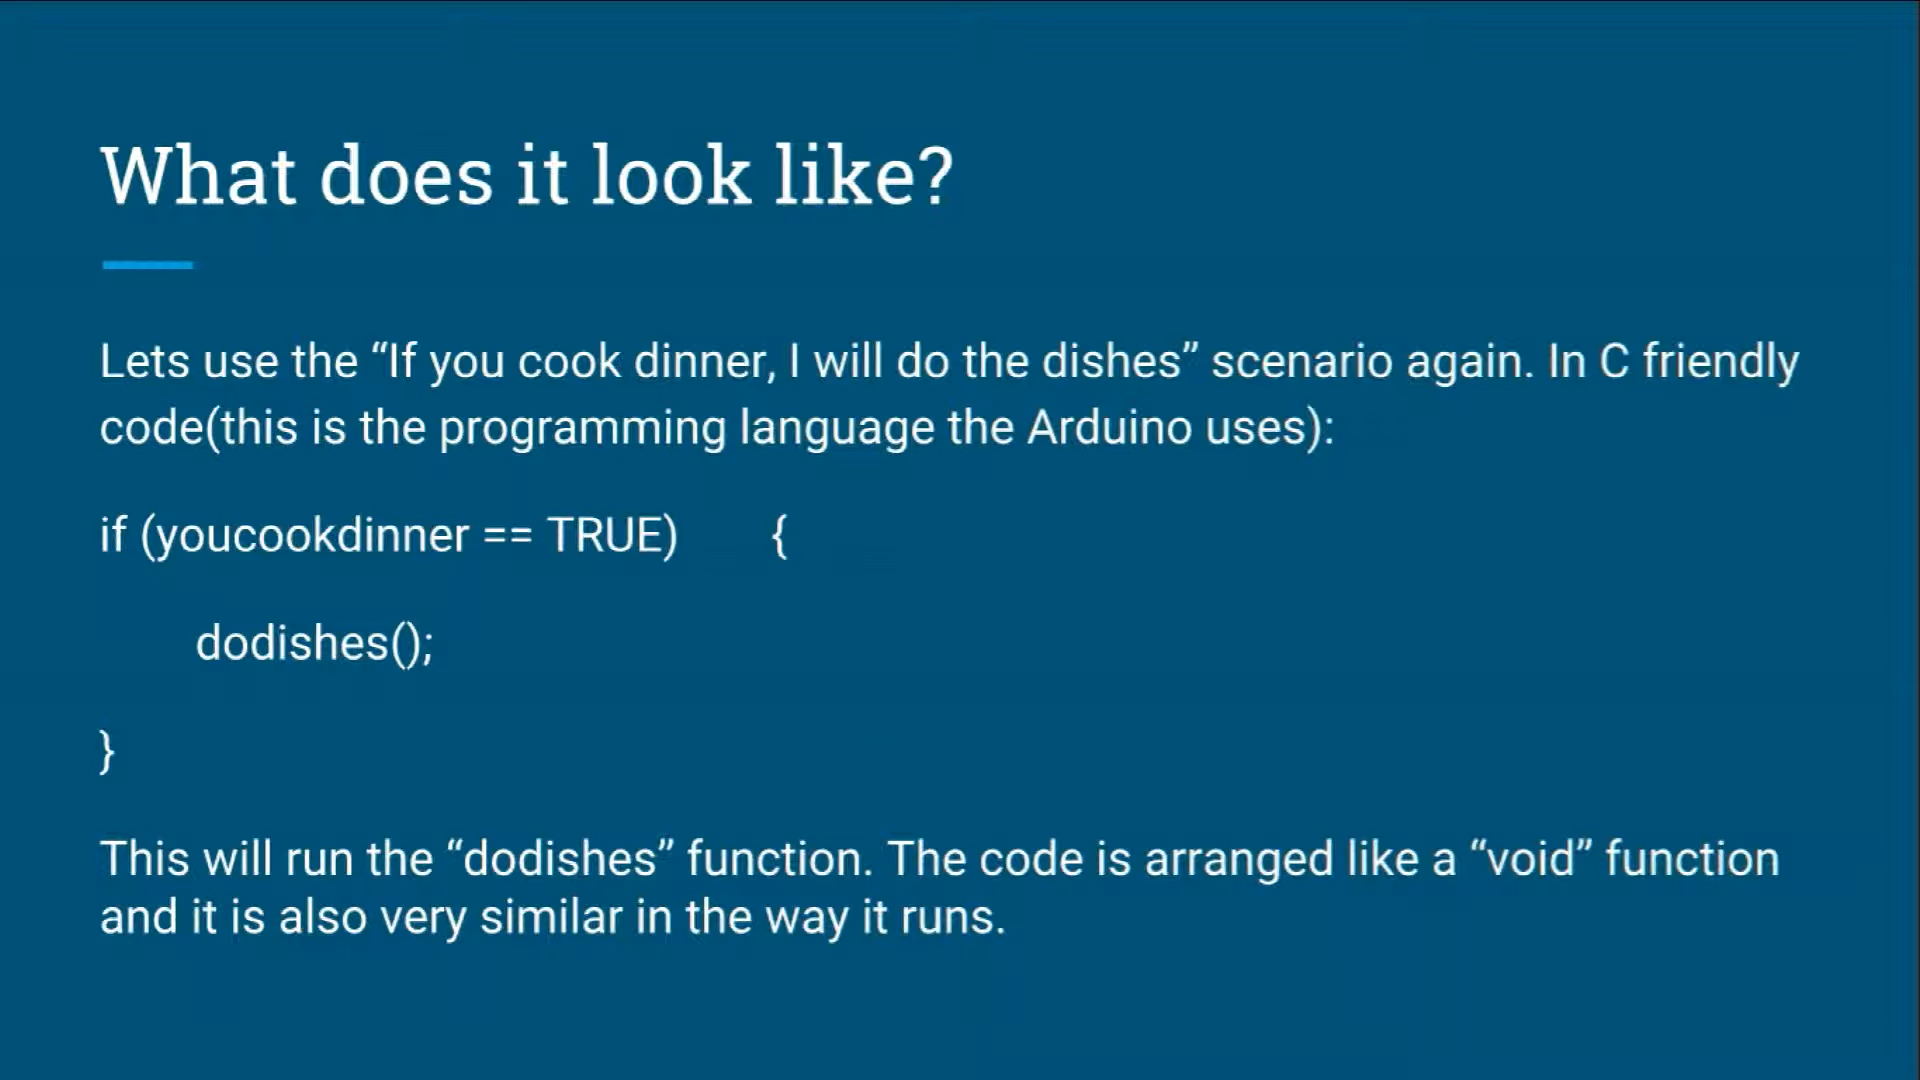 What does it look like?
Lets use the “If you cook dinner, I will do the dishes” scenario again. In C friendly
code(this is the programming language the Arduino uses):
if (youcookdinner == TRUE) {
dodishes();
}
This will run the “dodishes” function. The code is arranged like a “void” function
and it is also very similar in the way it runs.